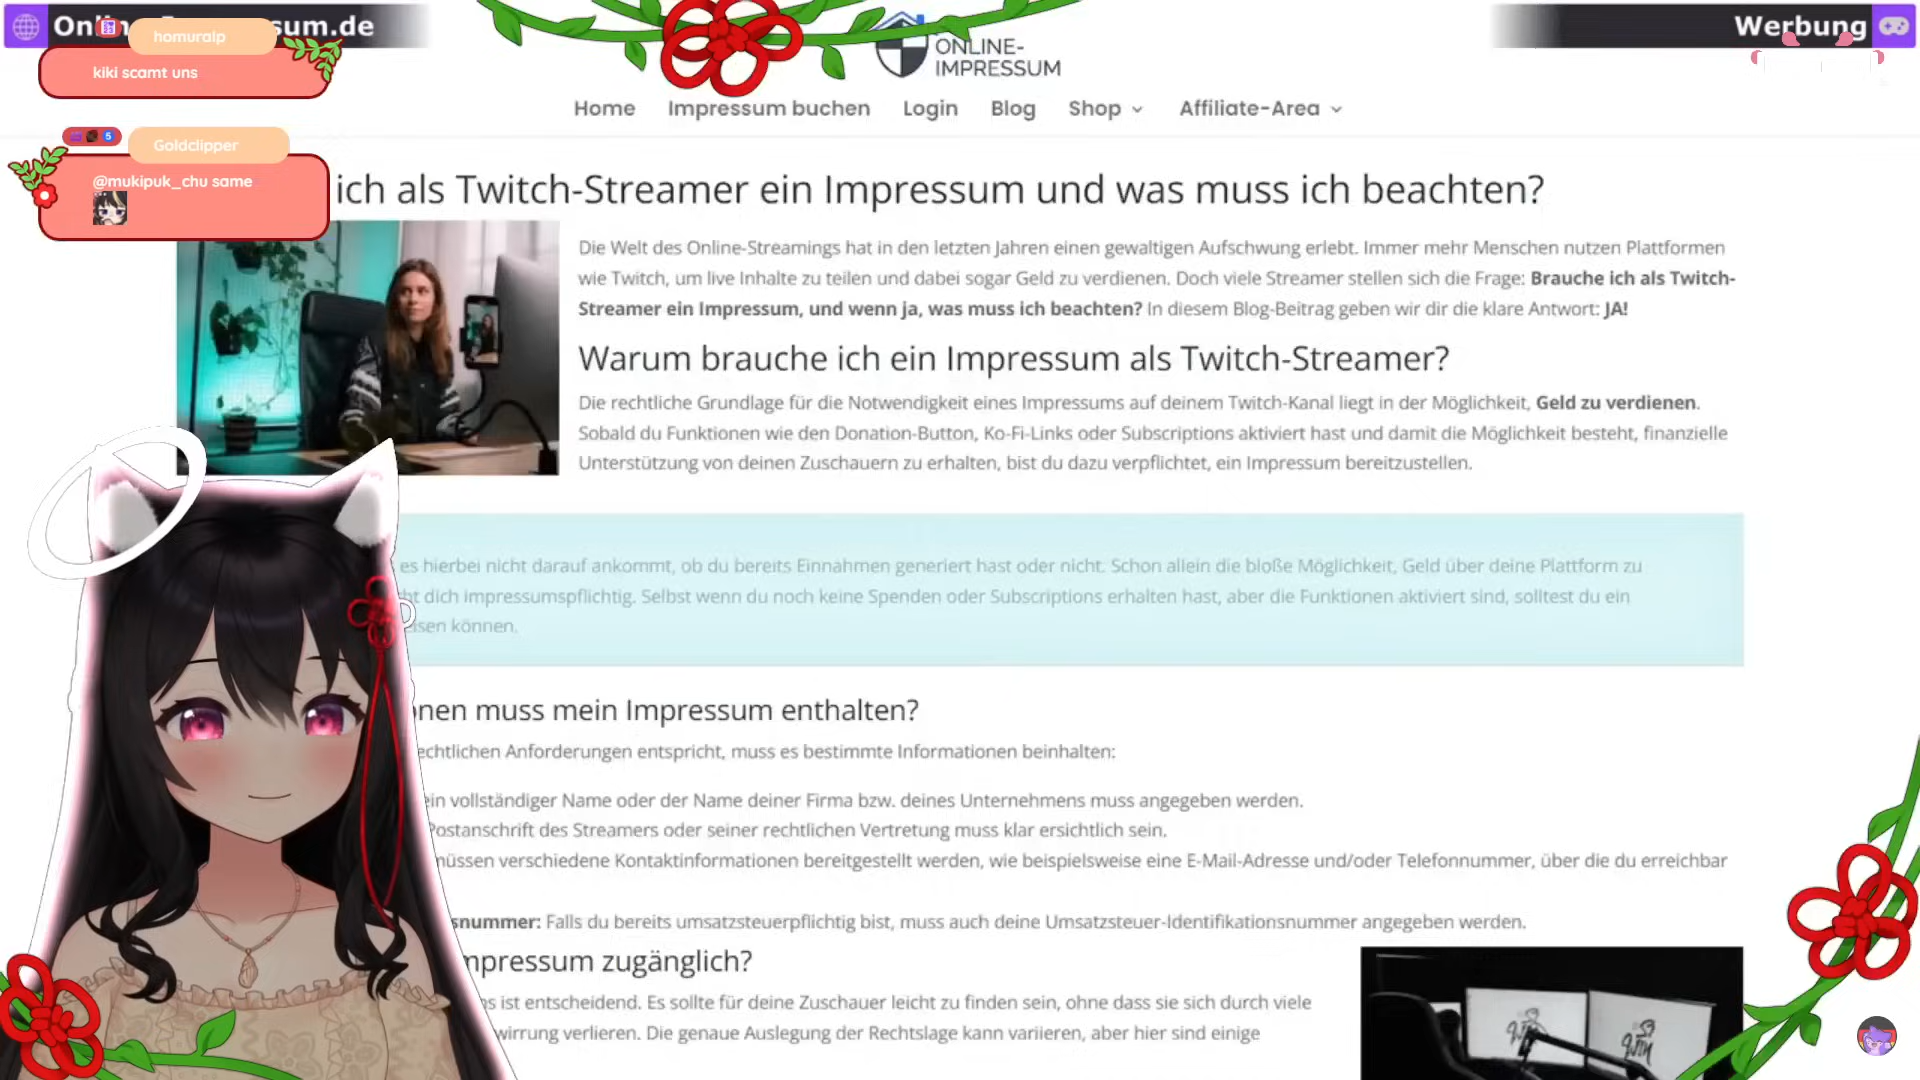 Werbung
homuraip
kiki scamt uns
5
Goldclipper
@mukipuk_chu same
ONLINE-
IMPRESSUM
Home Impressum buchen Login Blog Shop Affiliate-Area
ich als Twitch-Streamer ein Impressum und was muss ich beachten?
Die Welt des Online-Streamings hat in den letzten Jahren einen gewaltigen Aufschwung erlebt. Immer mehr Menschen nutzen Plattformen
wie Twitch, um live Inhalte zu teilen und dabei sogar Geld zu verdienen. Doch viele Streamer stellen sich die Frage: Brauche ich als Twitch-
Streamer ein Impressum, und wenn ja, was muss ich beachten? In diesem Blog-Beitrag geben wir dir die klare Antwort: JA!
Warum brauche ich ein Impressum als Twitch-Streamer?
Die rechtliche Grundlage für die Notwendigkeit eines Impressums auf deinem Twitch-Kanal liegt in der Möglichkeit, Geld zu verdienen.
Sobald du Funktionen wie den Donation-Button, Ko-Fi-Links oder Subscriptions aktiviert hast und damit die Möglichkeit besteht, finanzielle
Unterstützung von deinen Zuschauern zu erhalten, bist du dazu verpflichtet, ein Impressum bereitzustellen.
es hierbei nicht darauf ankommt, ob du bereits Einnahmen generiert hast oder nicht. Schon allein die bloße Möglichkeit, Geld über deine Plattform zu
dich impressumspflichtig. Selbst wenn du noch keine Spenden oder Subscriptions erhalten hast, aber die Funktionen aktiviert sind, solltest du ein
können.
muss mein Impressum enthalten?
entspricht, muss es bestimmte Informationen beinhalten:
ein vollständiger Name oder der Name deiner Firma bzw. deines Unternehmens muss angegeben werden.
Postanschrift des Streamers oder seiner rechtlichen Vertretung muss klar ersichtlich sein.
müssen verschiedene Kontaktinformationen bereitgestellt werden, wie beispielsweise eine E-Mail-Adresse und/oder Telefonnummer, über die du erreichbar
snummer: Falls du bereits umsatzsteuerpflichtig bist, muss auch deine Umsatzsteuer-Identifikationsnummer angegeben werden.
mpressum zugänglich?
ist entscheidend. Es sollte für deine Zuschauer leicht zu finden sein, ohne dass sie sich durch viele
verlieren. Die genaue Auslegung der Rechtslage kann variieren, aber hier sind einige